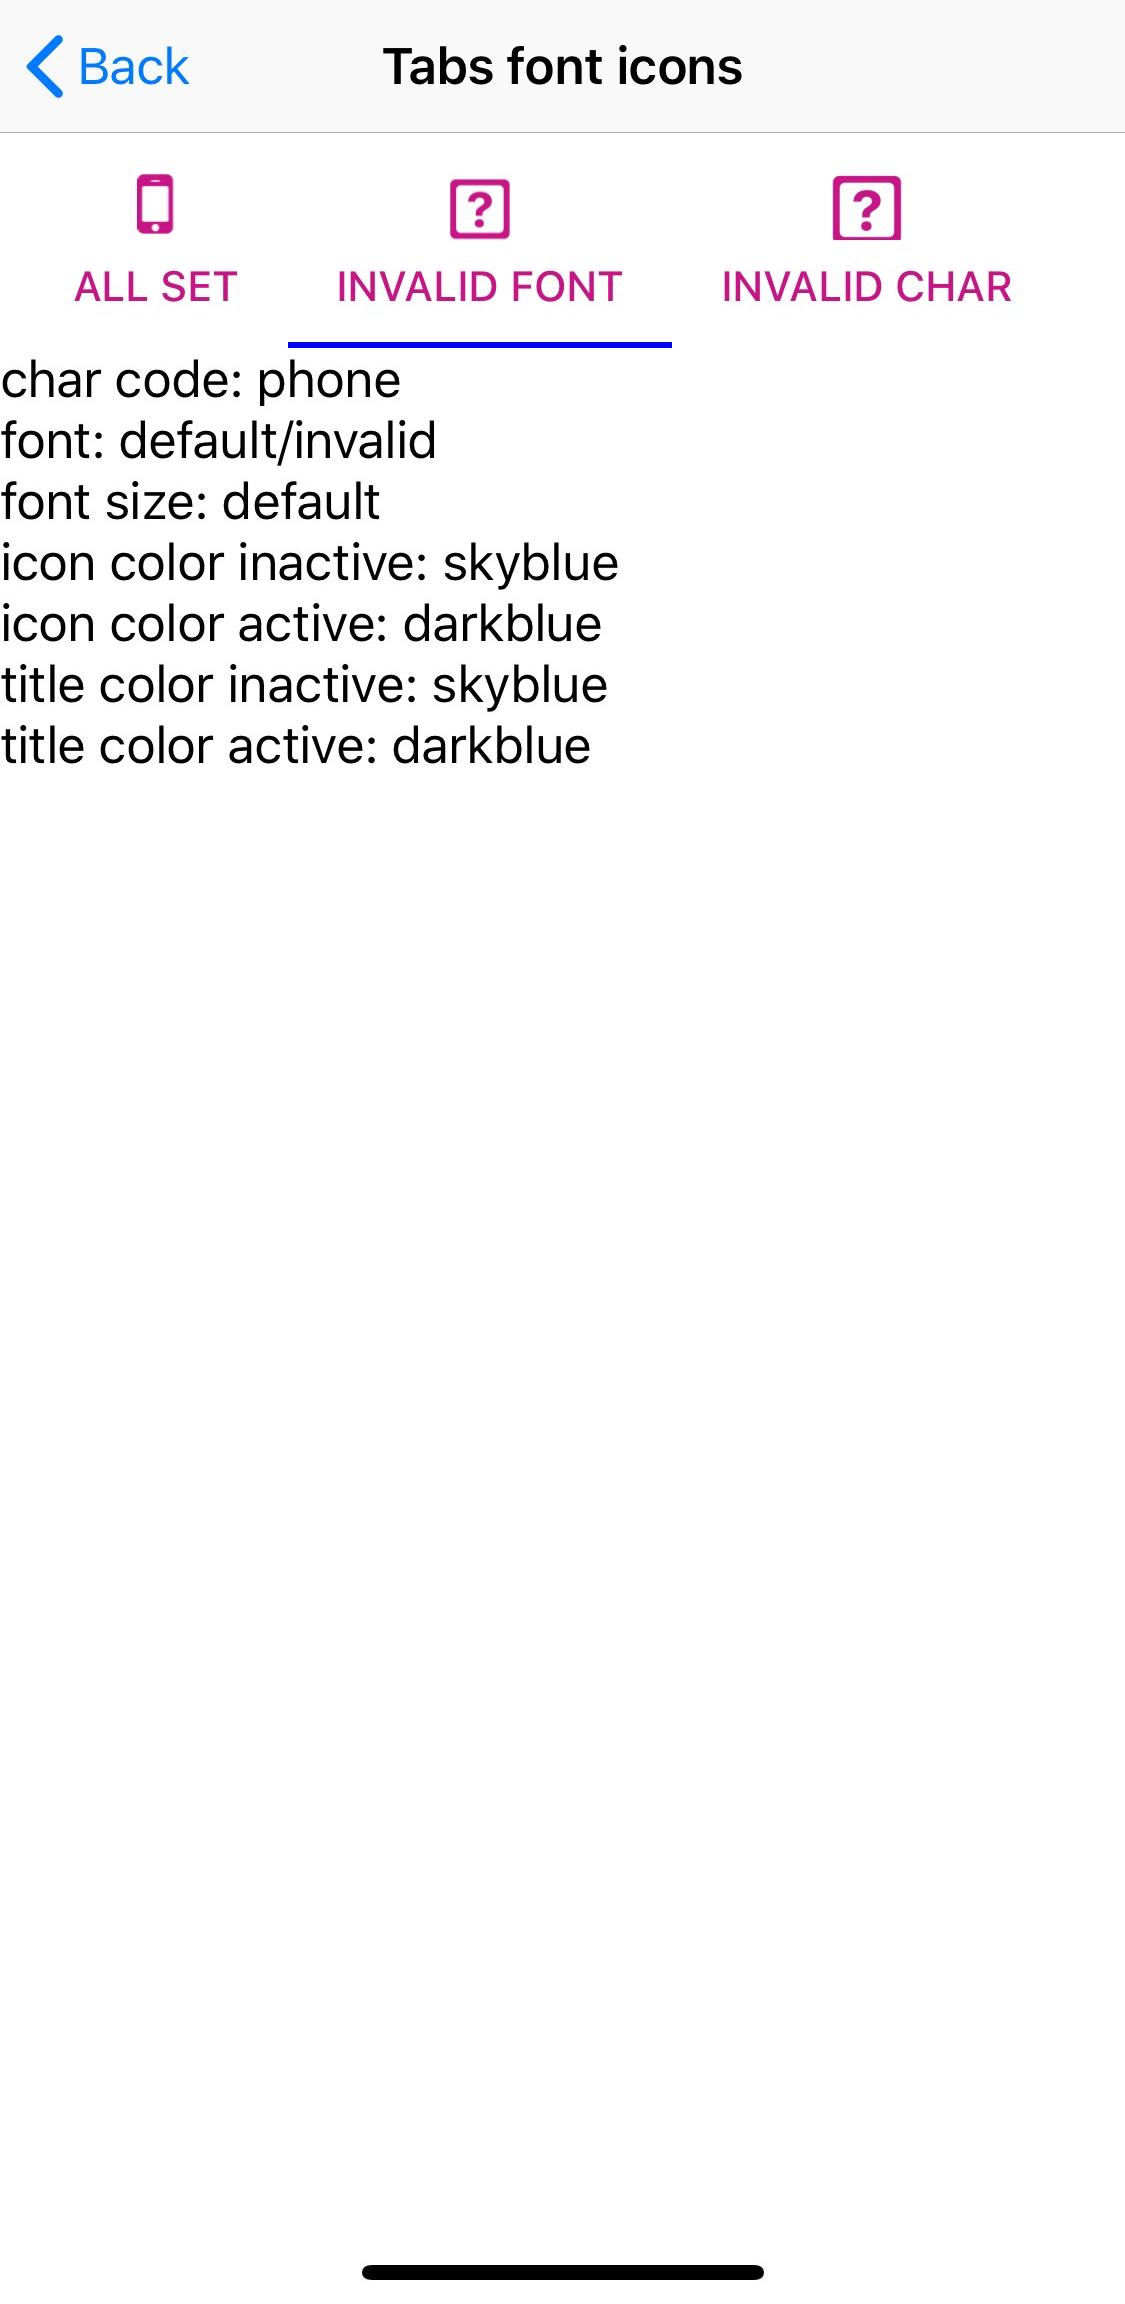 Back
Tabs font icons
ALL SET
INVALID FONT
INVALID CHAR
char code: phone
font: default/invalid
font size: default
icon color inactive: skyblue
icon color active: darkblue
title color inactive: skyblue
title color active: darkblue